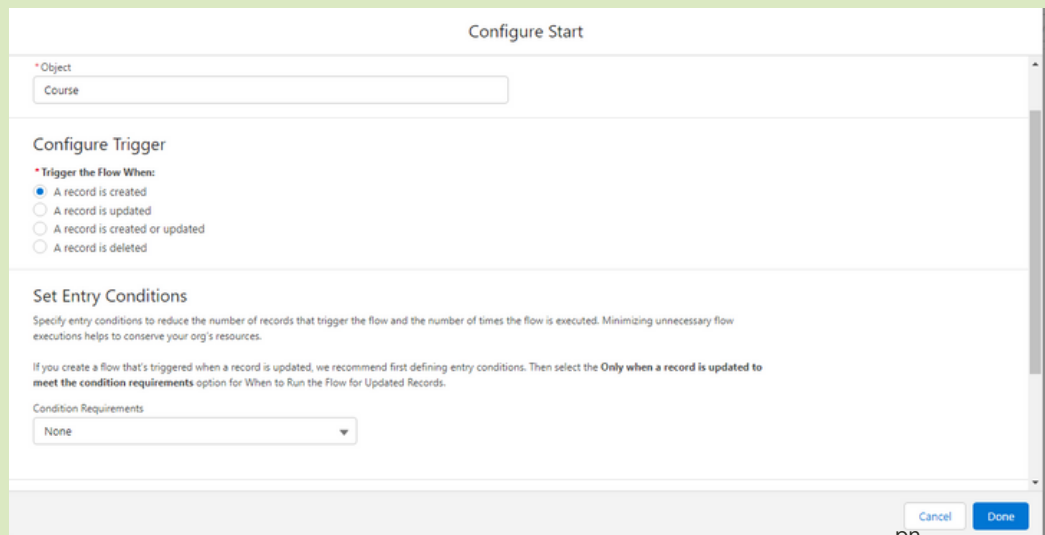 Configure Start
*Object
Course
Configure Trigger
*Trigger the Flow When:
A record is created
A record is updated
A record is created or updated
A record is deleted
Set Entry Conditions
Specify entry conditions to reduce the number of records that trigger the flow and the number of times the flow is executed. Minimizing unnecessary flow
executions helps to conserve your org's resources.
If you create a flow that's triggered when a record is updated, we recommend first defining entry conditions. Then select the Only when a record is updated to
meet the condition requirements option for When to Run the Flow for Updated Records.
Condition Requirements
None
Cancel Done